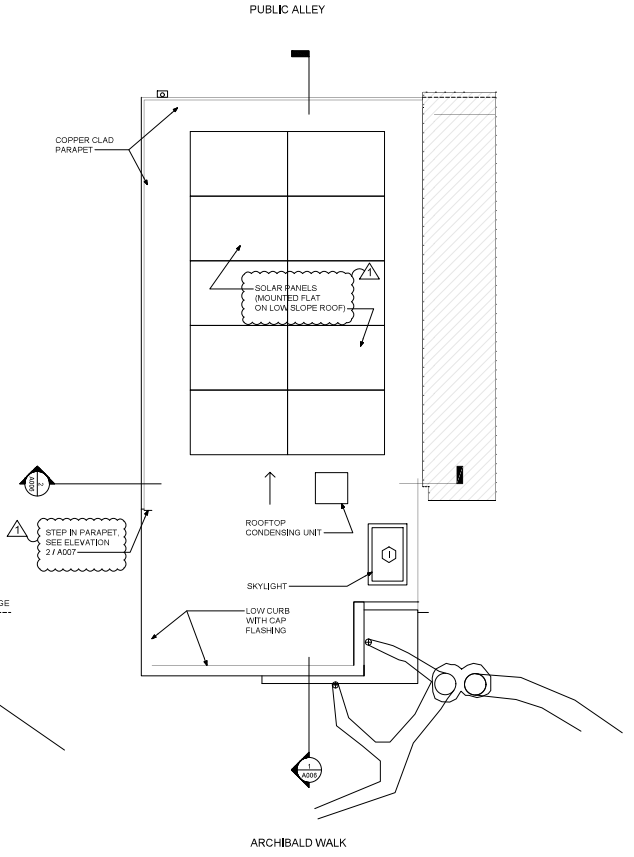 PUBLIC ALLEY
COPPER CLAD
PARAPET
1
SOLAR PANELS
(MOUNTED FLAT
ON LOW SLOPE ROOF)
2
A006
1
STEP IN PARAPET,
SEE ELEVATION
2 / A007
ROOFTOP
CONDENSING UNIT
I
SKYLIGHT
GE
LOW CURB
WITH CAP
FLASHING
1
A006
ARCHIBALD WALK